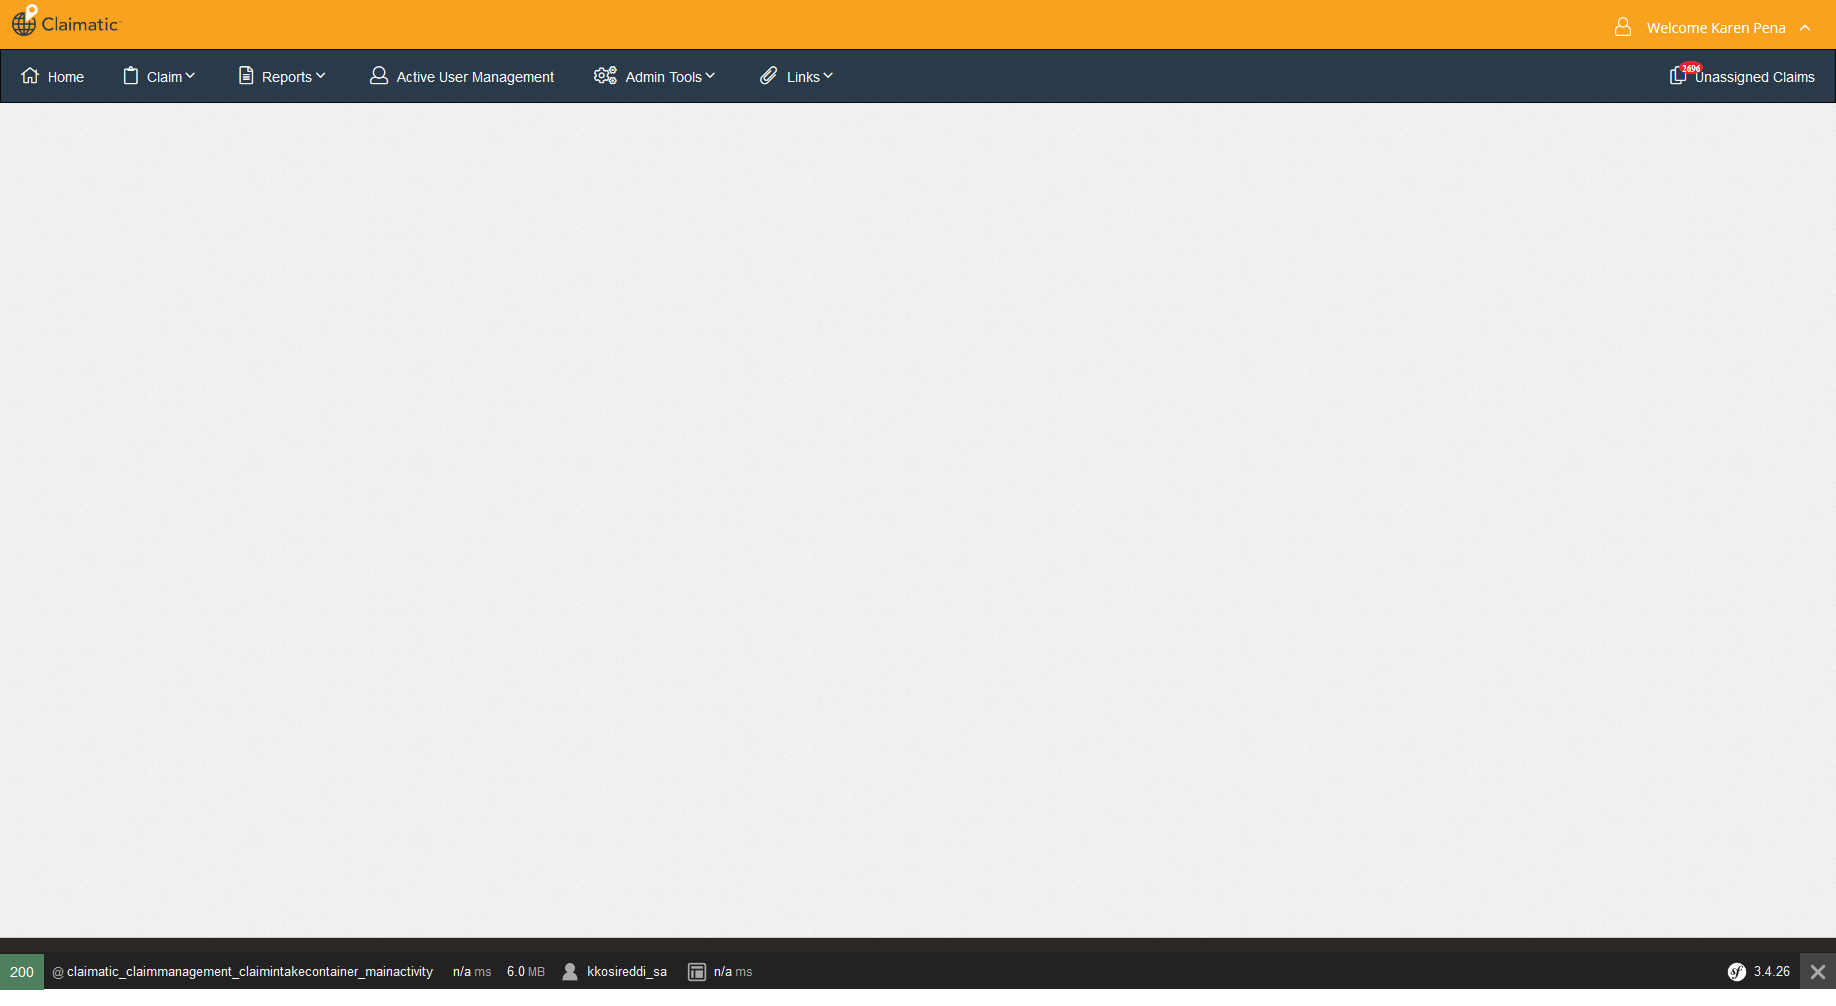 Claimatic
Welcome Karen Pena
Home Claim Reports Active User Management Admin Tools Links 2696 Unassigned Claims
200 @ claimatic_claimmanagement_claimintakecontainer_mainactivity n/a ms 6.0 MB kkosireddi_sa n/a ms sf 3.4.26